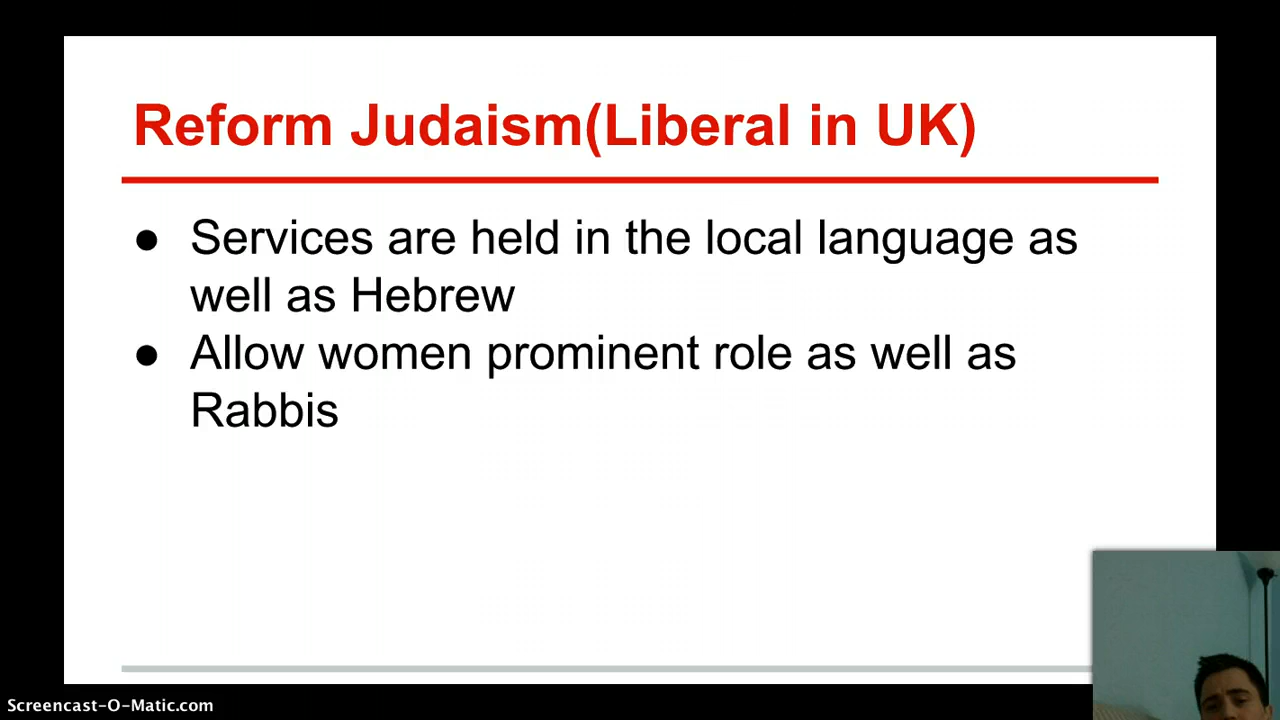 Reform Judaism(Liberal in UK)
● Services are held in the local language as
well as Hebrew
● Allow women prominent role as well as
Rabbis
Screencast-O-Matic.com